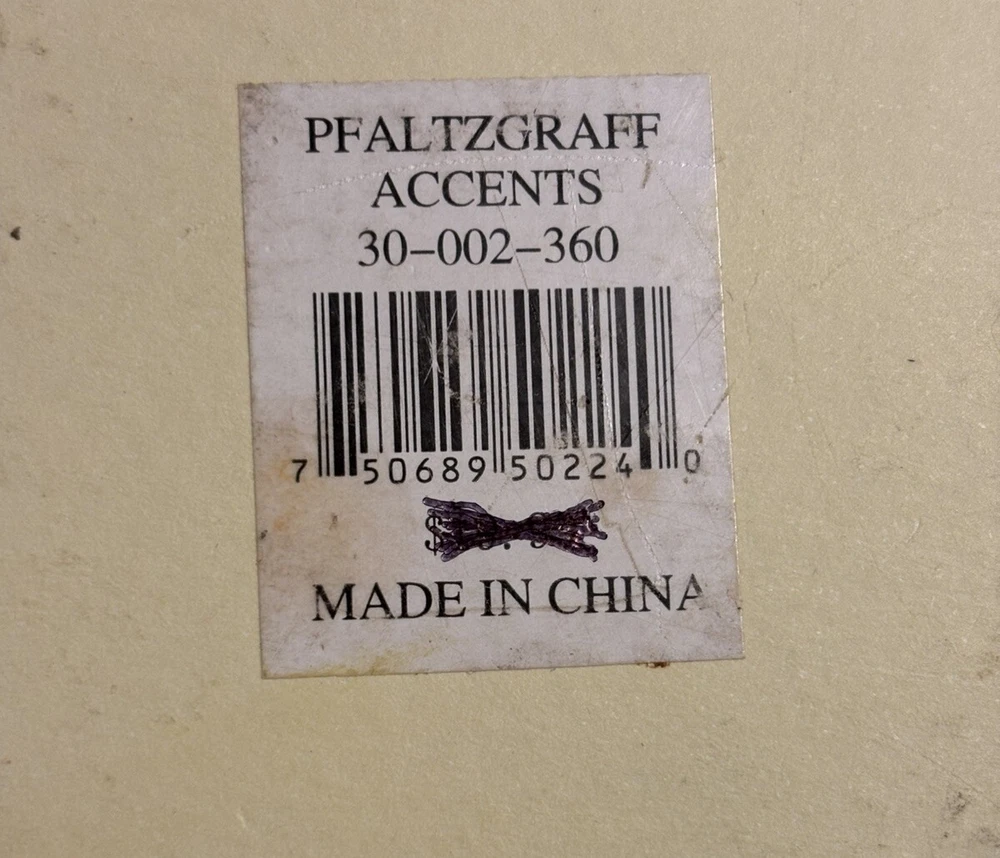 PFALTZGRAFF
ACCENTS
30-002-360
7 50689 50224 0
MADE IN CHINA